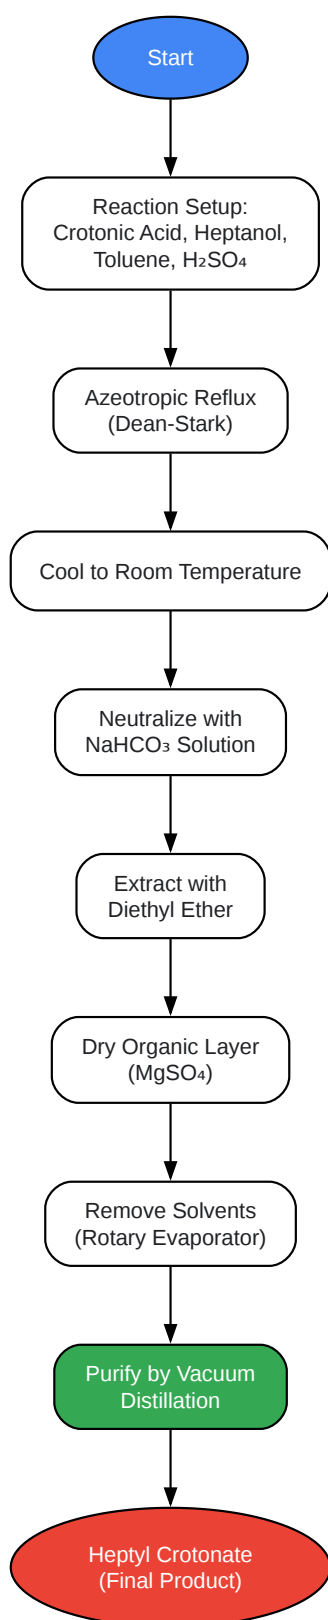 Start
Reaction Setup:
Crotonic Acid, Heptanol,
Toluene, H₂SO₄
Azeotropic Reflux
(Dean-Stark)
Cool to Room Temperature
Neutralize with
NaHCO₃ Solution
Extract with
Diethyl Ether
Dry Organic Layer
(MgSO₄)
Remove Solvents
(Rotary Evaporator)
Purify by Vacuum
Distillation
Heptyl Crotonate
(Final Product)